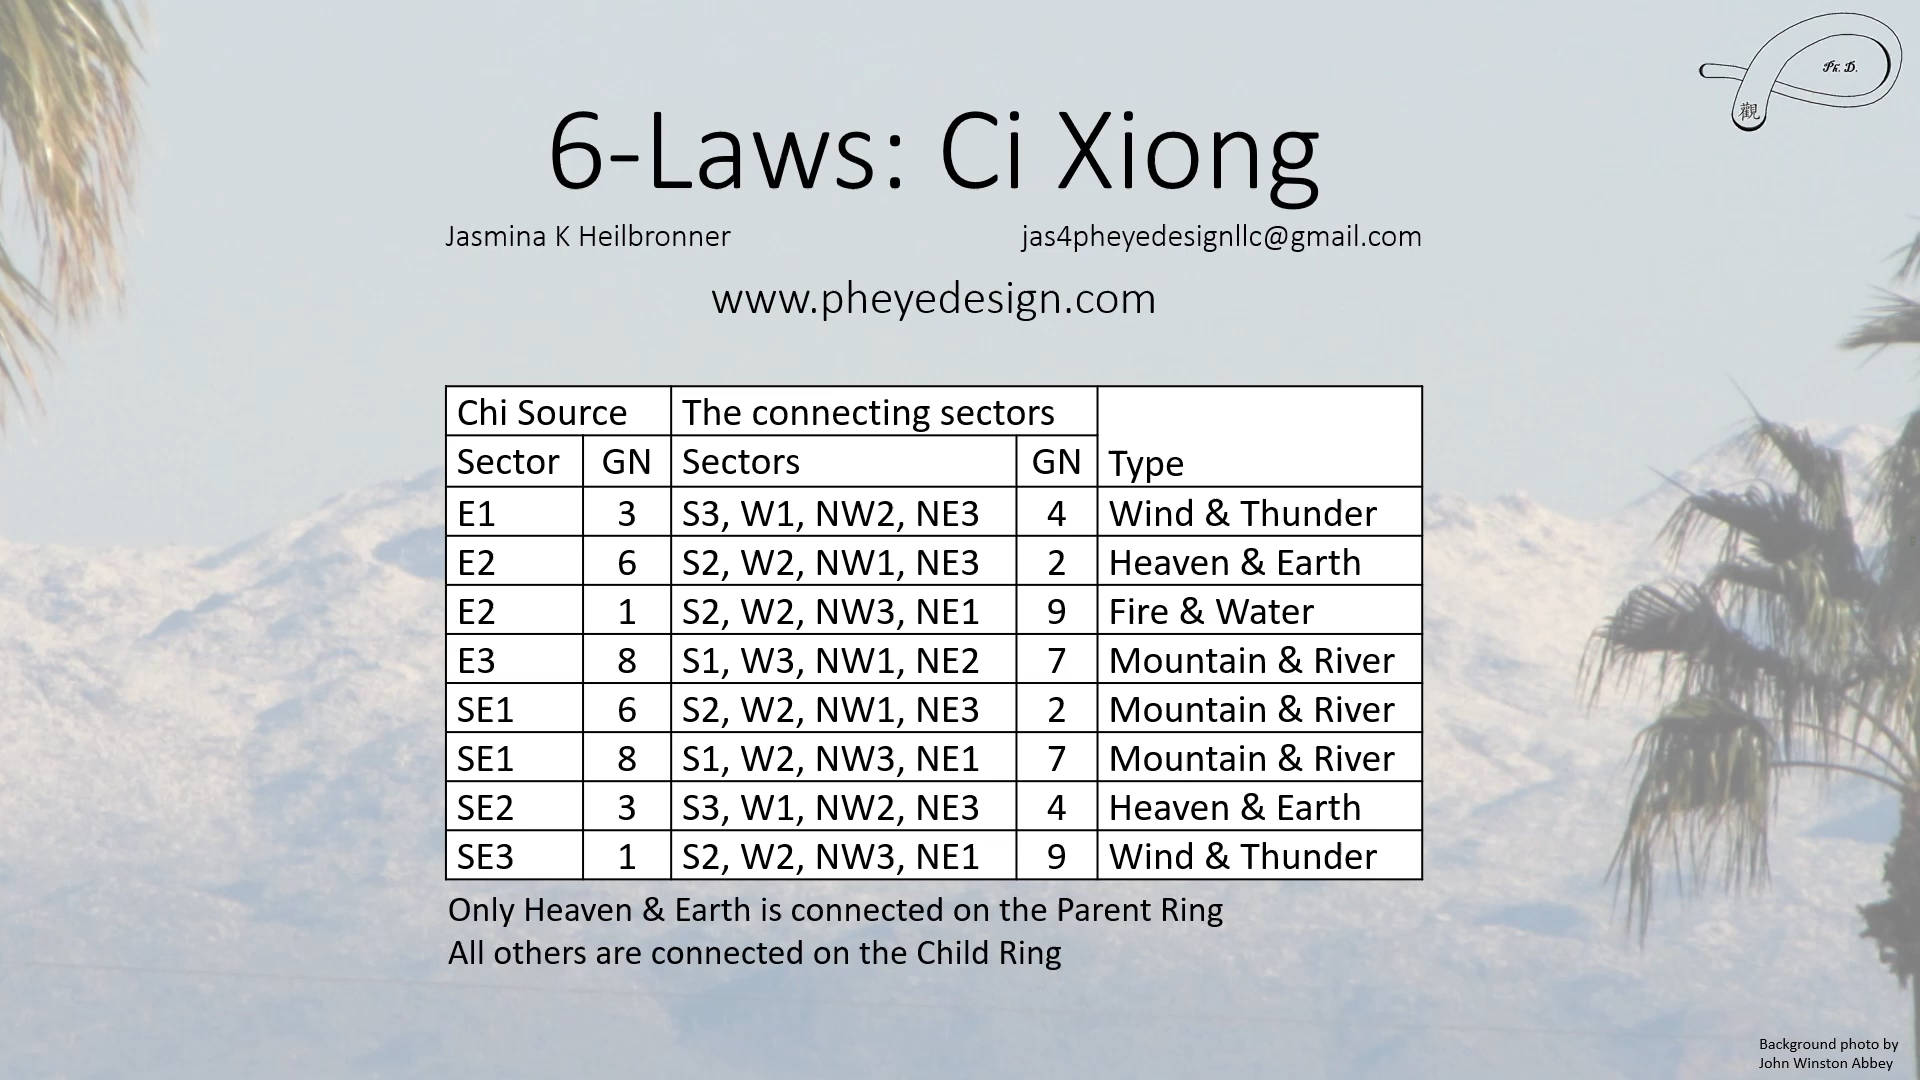 Ph. D.
觀
6-Laws: Ci Xiong
Jasmina K Heilbronner jas4pheyedesignllc@gmail.com
www.pheyedesign.com
Chi Source The connecting sectors Type
Sector GN Sectors GN
E1 3 S3, W1, NW2, NE3 4 Wind & Thunder
E2 6 S2, W2, NW1, NE3 2 Heaven & Earth
E2 1 S2, W2, NW3, NE1 9 Fire & Water
E3 8 S1, W3, NW1, NE2 7 Mountain & River
SE1 6 S2, W2, NW1, NE3 2 Mountain & River
SE1 8 S1, W2, NW3, NE1 7 Mountain & River
SE2 3 S3, W1, NW2, NE3 4 Heaven & Earth
SE3 1 S2, W2, NW3, NE1 9 Wind & Thunder
Only Heaven & Earth is connected on the Parent Ring
All others are connected on the Child Ring
Background photo by
John Winston Abbey